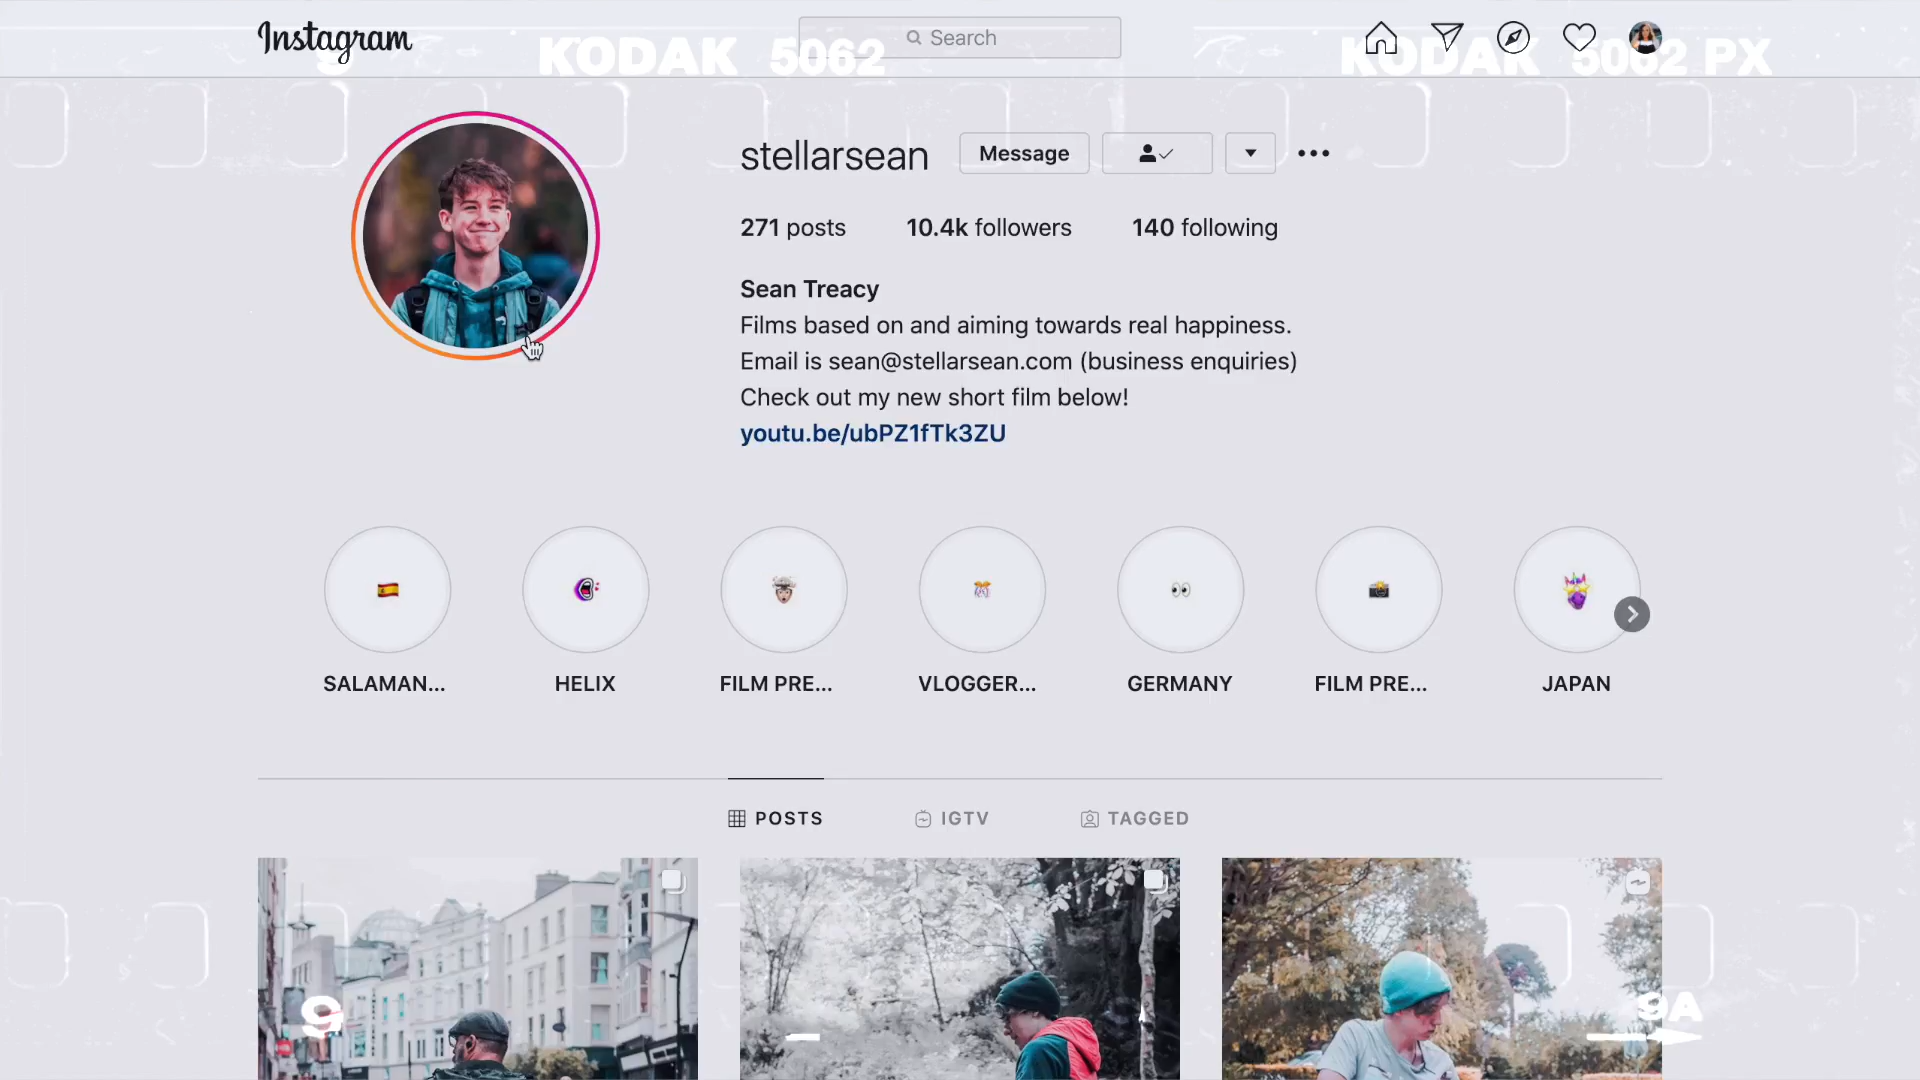 Instagram
Search
KODAK 5062
KODAK 5062 PX
stellarsean
Message
271 posts
10.4k followers
140 following
Sean Treacy
Films based on and aiming towards real happiness.
Email is sean@stellarsean.com (business enquiries)
Check out my new short film below!
youtu.be/ubPZ1fTk3ZU
SALAMAN...
HELIX
FILM PRE...
VLOGGER...
GERMANY
FILM PRE...
JAPAN
POSTS
IGTV
TAGGED
9
9A